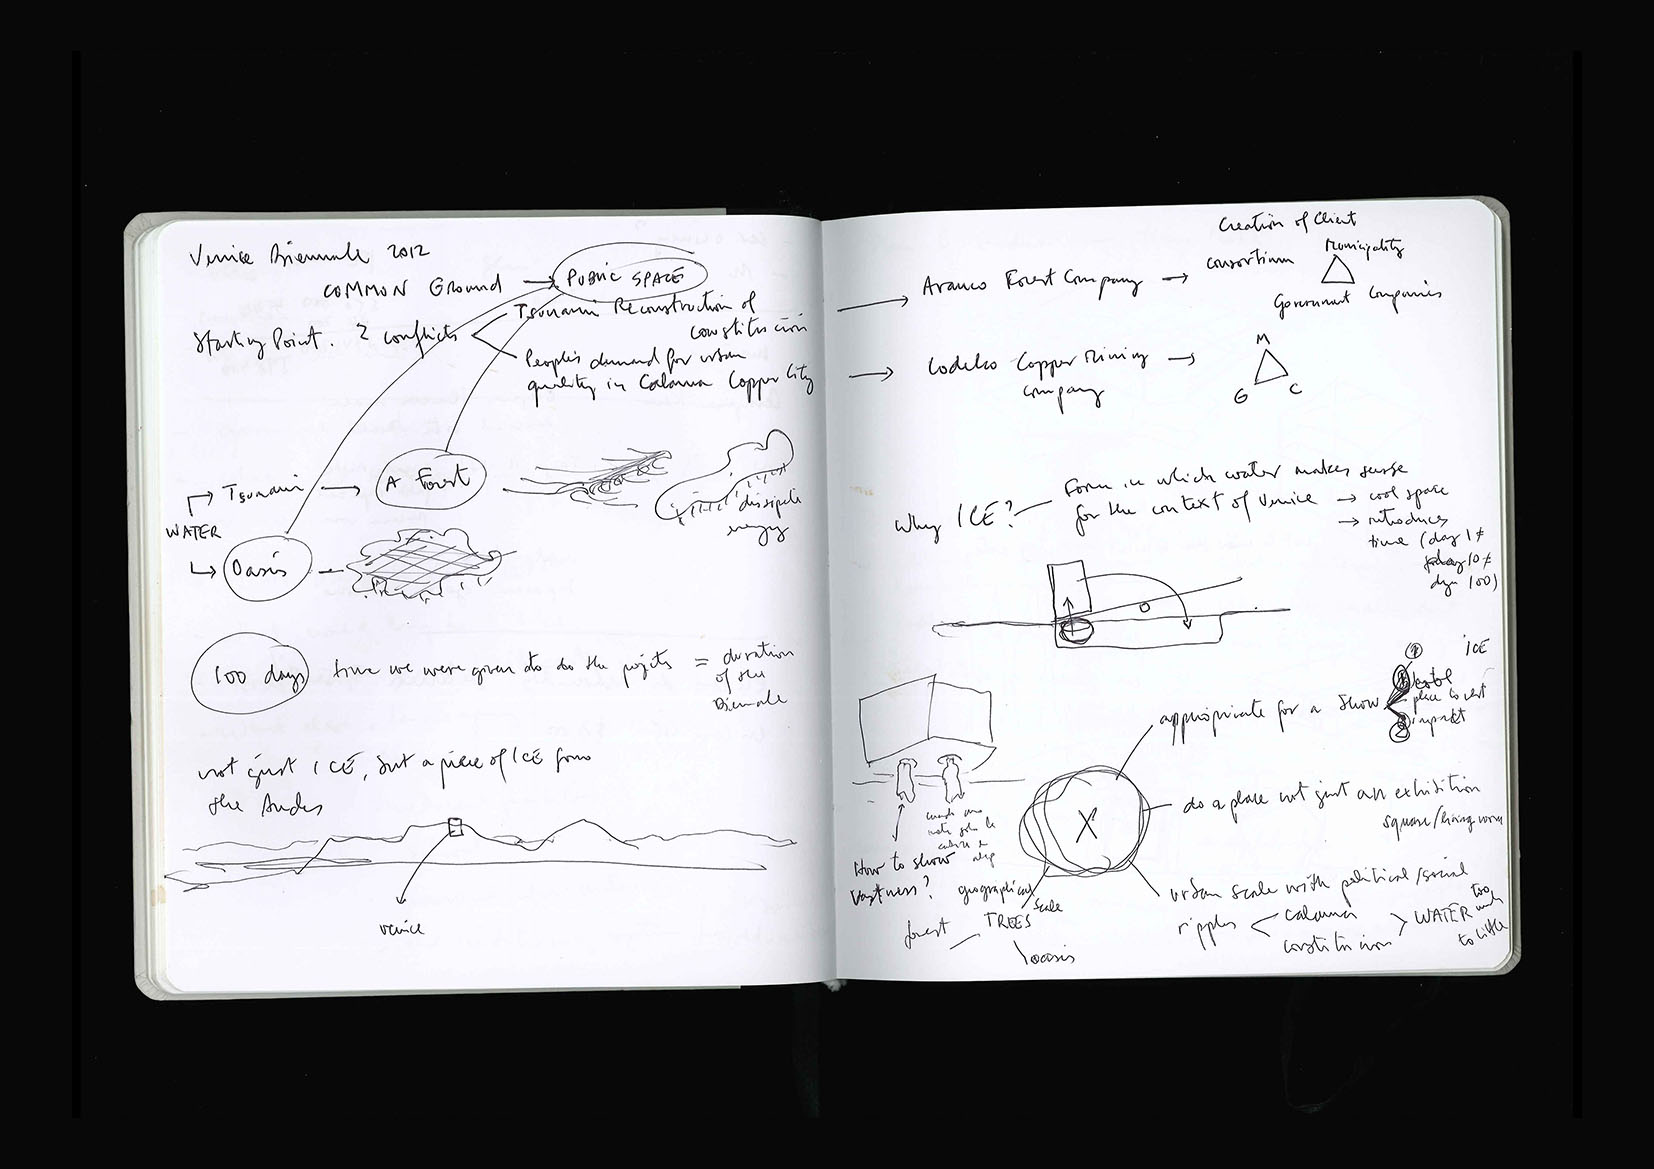 Venice Biennale 2012
COMMON Ground → PUBLIC SPACE
Starting Point. 2 conflicts
Tsunami Reconstruction of
Constitución
People's demand for urban
quality in Calama Copper City
Tsunami → A Forest
dissipate
energy
WATER
Oasis
100 days time we were given to do the projects = duration
of the
Biennale
not just ICE, but a piece of ICE from
the Andes
venice
Creation of Client
Arauco Forest Company → consortium
Municipality
Government Companies
Codelco Copper Mining →
company
M
G C
Why ICE? Form in which water makes sense
for the context of Venice → cool space
→ introduces
time (day 1 ≠
day 10 ≠
day 100)
1 ICE
appropriate for a show
place to rest
2 impact
X
do a place not just an exhibition
square/living room
How to show
vastness? geographical
scale
forest TREES
oasis
urban scale with political/social
ripples < Calama
Constitución > WATER too much
to little